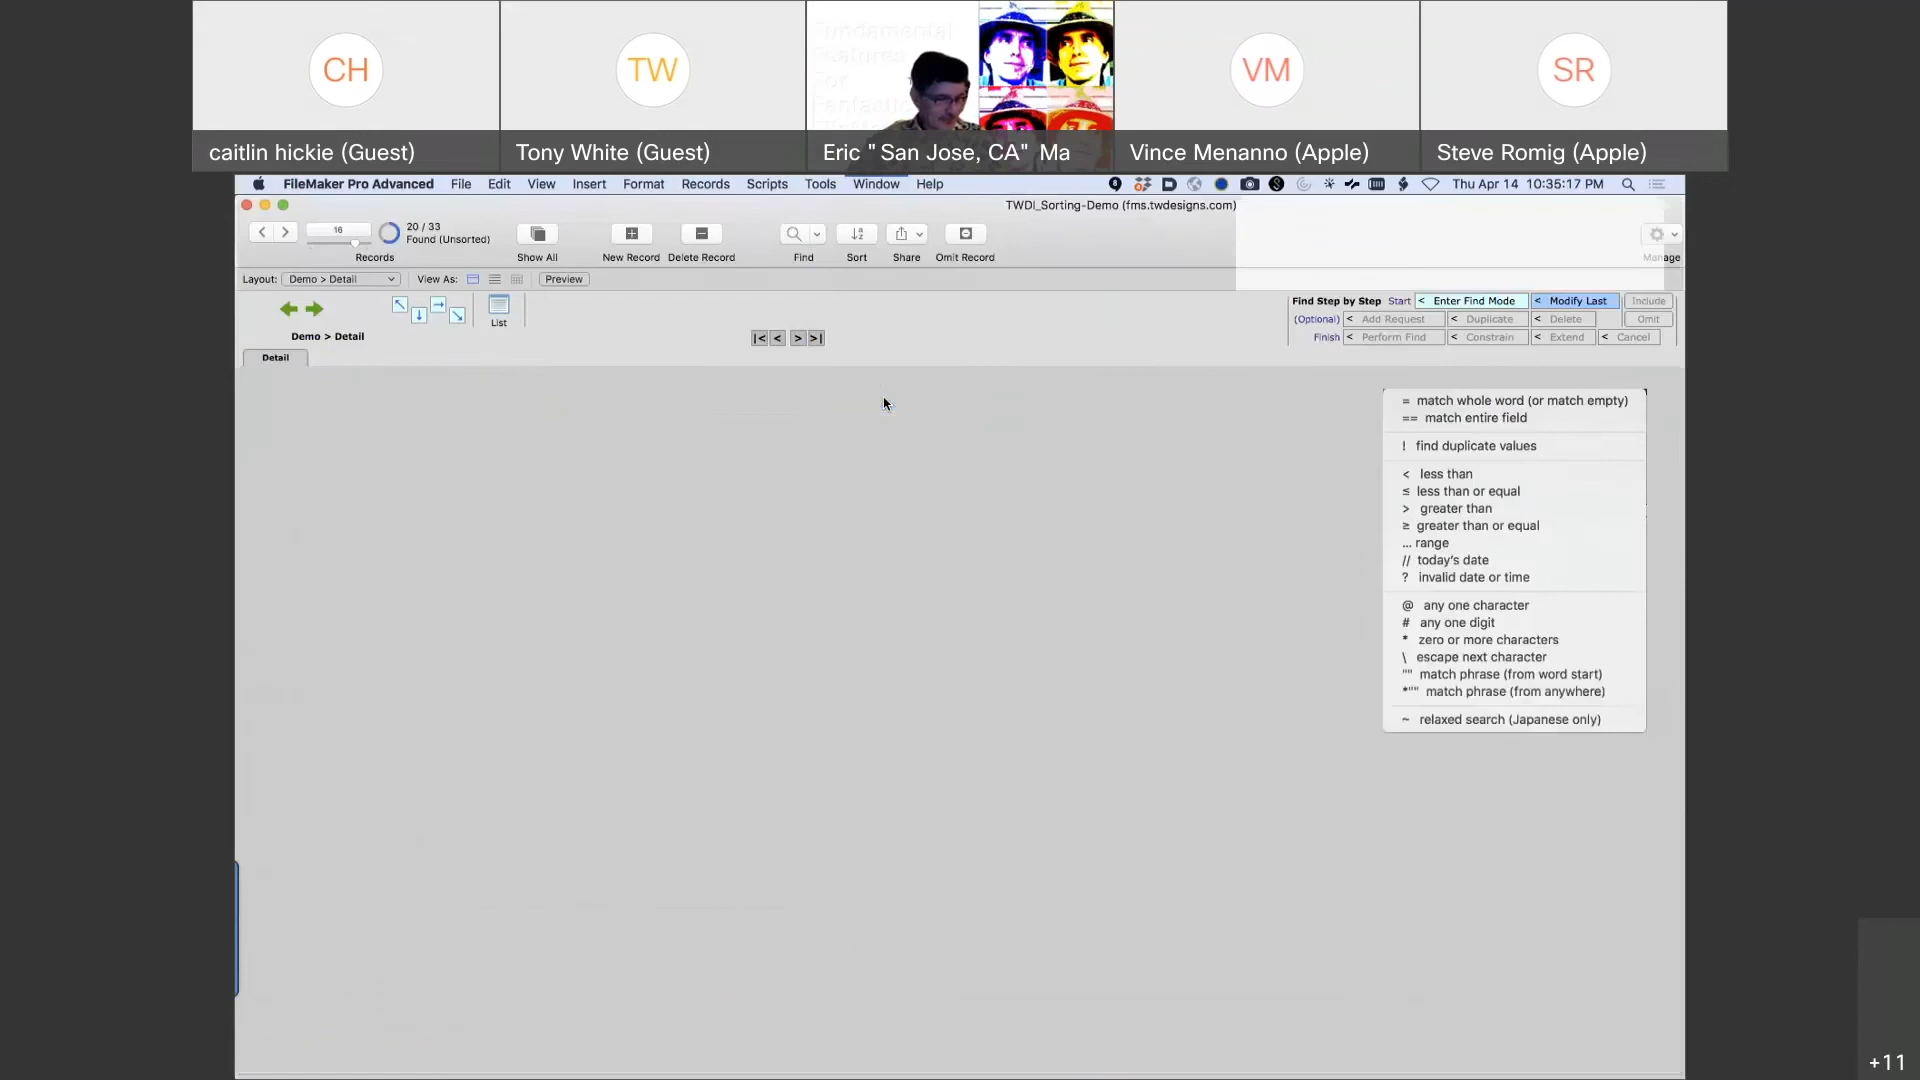 CH
TW
VM
SR
Fundamental
Features
For
Fantastic
caitlin hickie (Guest)
Tony White (Guest)
Eric "San Jose, CA" Ma
Vince Menanno (Apple)
Steve Romig (Apple)
FileMaker Pro Advanced File Edit View Insert Format Records Scripts Tools Window Help
Thu Apr 14 10:35:17 PM
TWDI_Sorting-Demo (fms.twdesigns.com)
16
20 / 33
Found (Unsorted)
Records
Show All
New Record
Delete Record
Find
Sort
Share
Omit Record
Manage
Layout: Demo > Detail
View As:
Preview
List
Demo > Detail
|< < > >|
Find Step by Step Start < Enter Find Mode < Modify Last Include
(Optional) < Add Request < Duplicate < Delete Omit
Finish < Perform Find < Constrain < Extend < Cancel
Detail
= match whole word (or match empty)
== match entire field
! find duplicate values
< less than
≤ less than or equal
> greater than
≥ greater than or equal
... range
// today's date
? invalid date or time
@ any one character
# any one digit
* zero or more characters
\ escape next character
"" match phrase (from word start)
*"" match phrase (from anywhere)
~ relaxed search (Japanese only)
+11